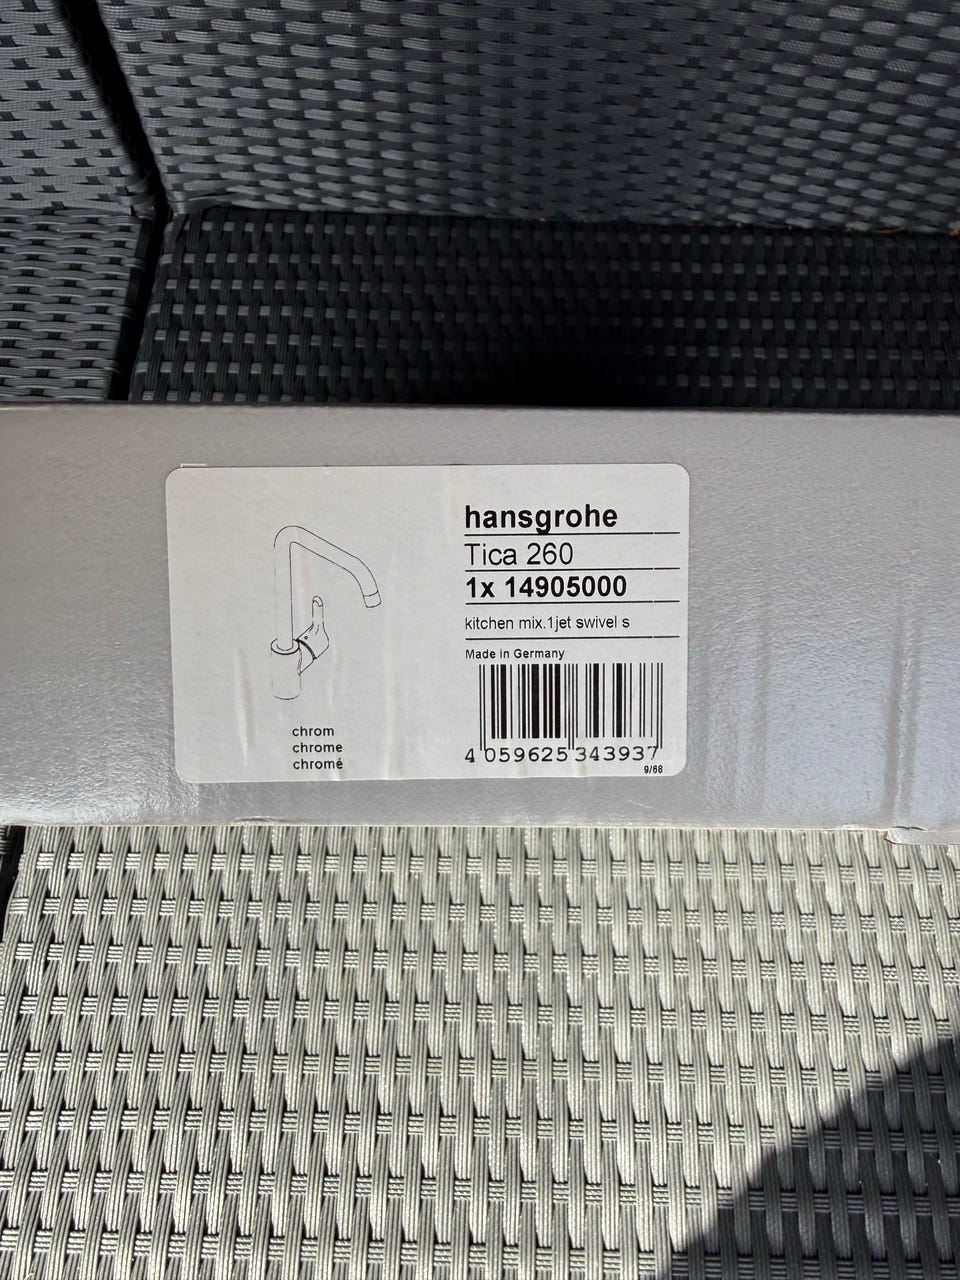 hansgrohe
Tica 260
1x 14905000
kitchen mix.1jet swivel s
Made in Germany
4 059625 343937
9/68
chrom
chrome
chromé